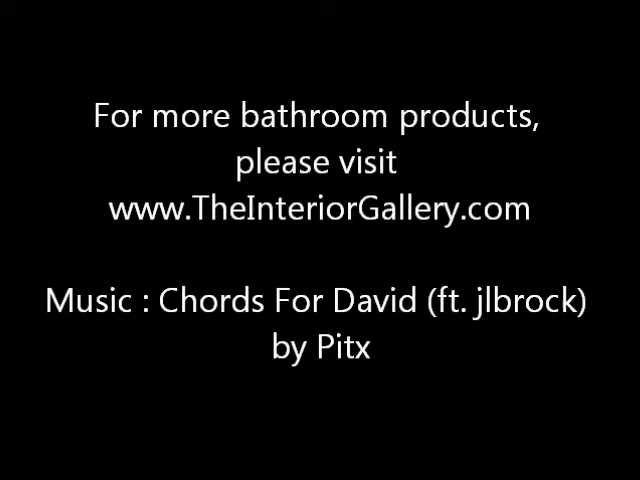 For more bathroom products,
please visit
www.TheInteriorGallery.com
Music : Chords For David (ft. jlbrock)
by Pitx